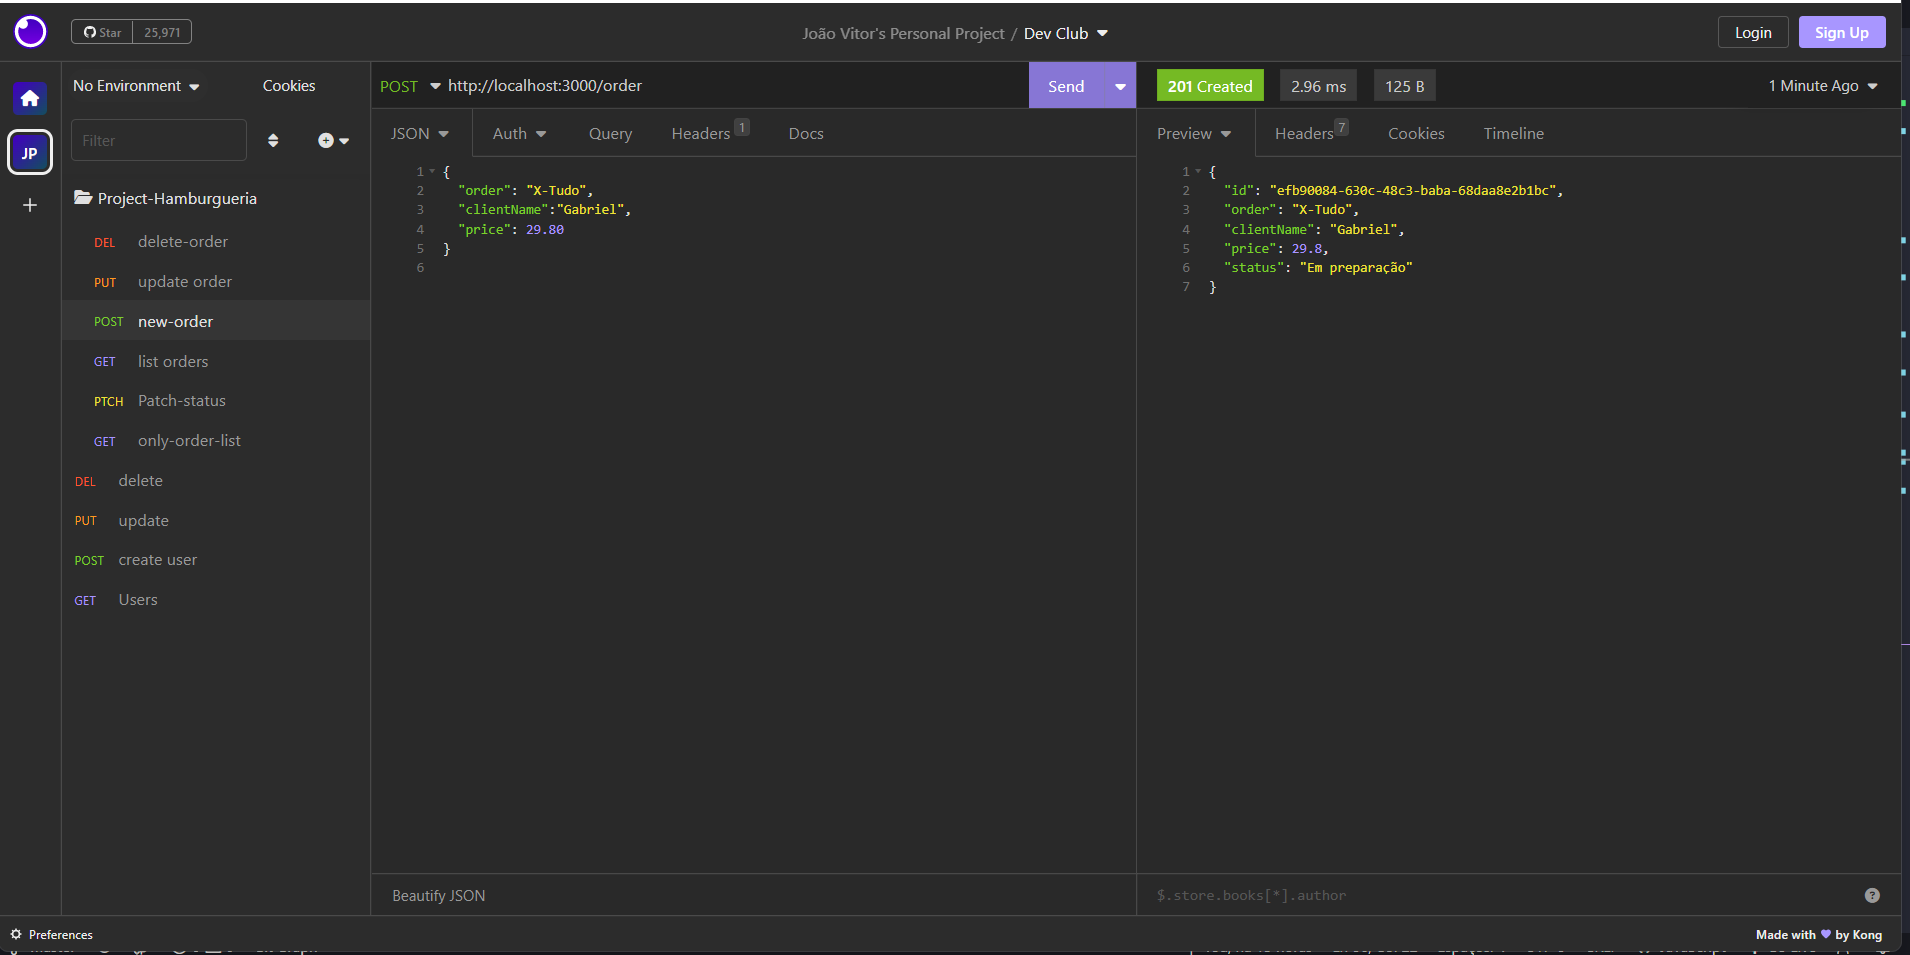 Star 25,971
João Vitor's Personal Project / Dev Club
Login
Sign Up
JP
No Environment
Cookies
Filter
Project-Hamburgueria
DEL delete-order
PUT update order
POST new-order
GET list orders
PTCH Patch-status
GET only-order-list
DEL delete
PUT update
POST create user
GET Users
POST http://localhost:3000/order
Send
JSON Auth Query Headers 1 Docs
1 {
2 "order": "X-Tudo",
3 "clientName":"Gabriel",
4 "price": 29.80
5 }
6
Beautify JSON
201 Created 2.96 ms 125 B
1 Minute Ago
Preview Headers 7 Cookies Timeline
1 {
2 "id": "efb90084-630c-48c3-baba-68daa8e2b1bc",
3 "order": "X-Tudo",
4 "clientName": "Gabriel",
5 "price": 29.8,
6 "status": "Em preparação"
7 }
$.store.books[*].author
?
Preferences
Made with by Kong